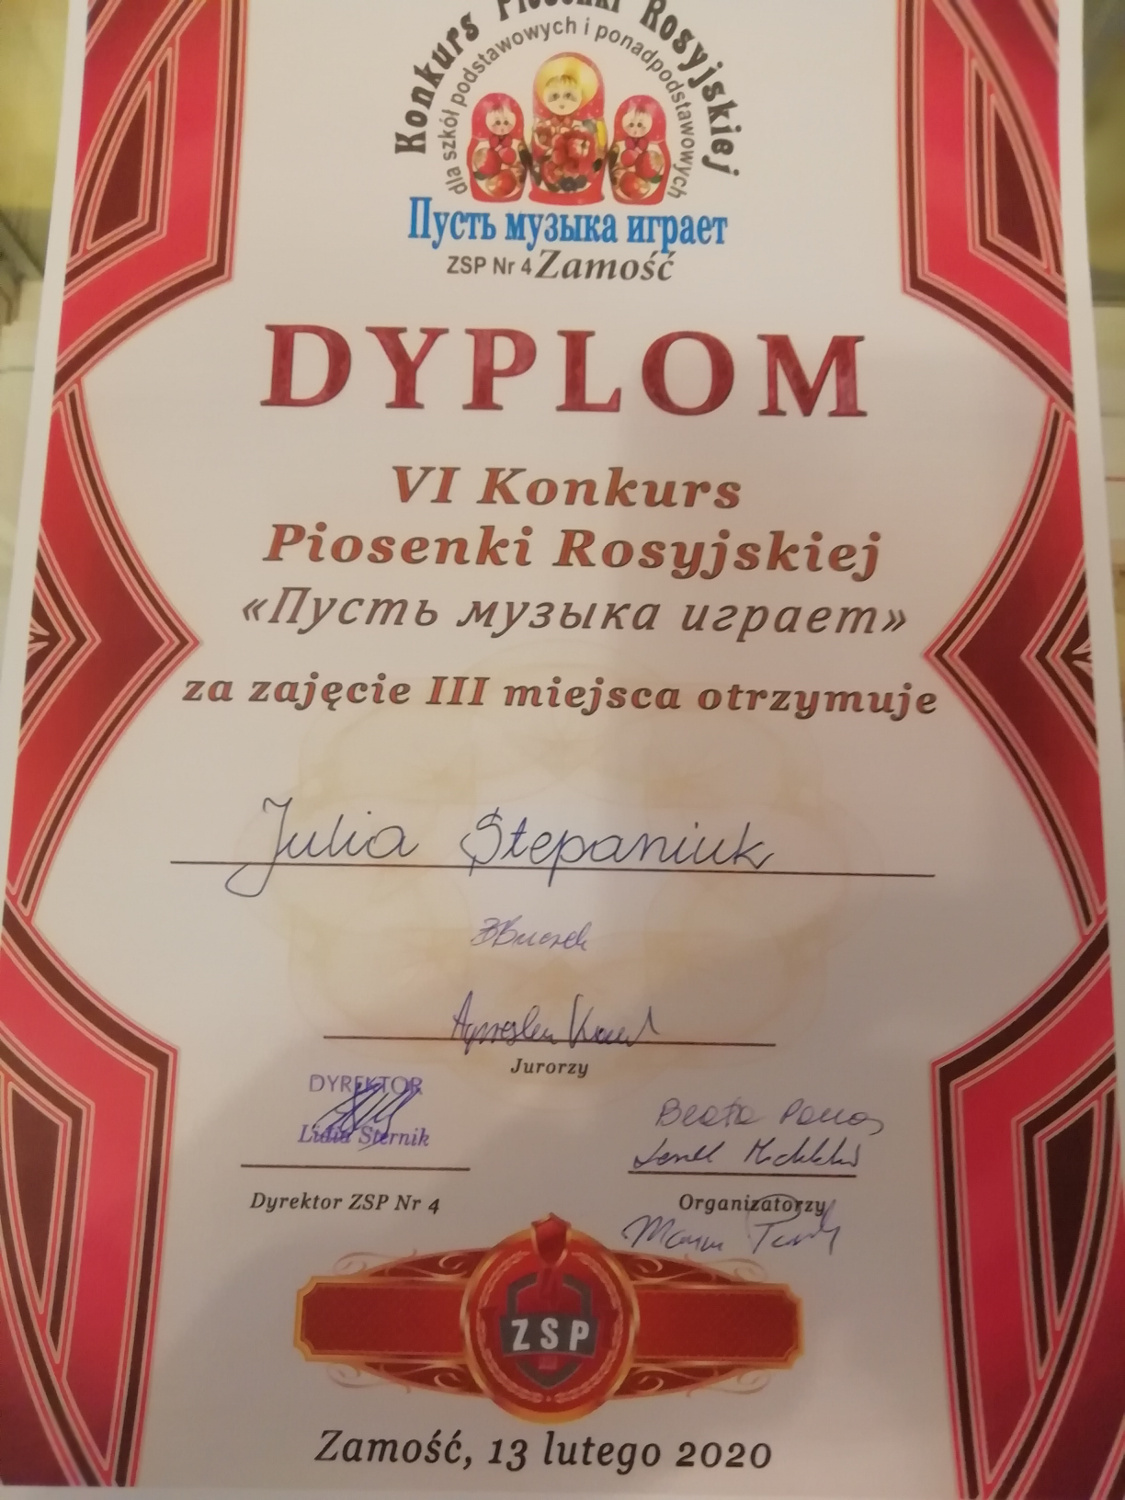 Konkurs Piosenki Rosyjskiej
dla szkół podstawowych i ponadpodstawowych
Пусть музыка играет
ZSP Nr 4 Zamość
DYPLOM
VI Konkurs
Piosenki Rosyjskiej
«Пусть музыка играет»
za zajęcie III miejsca otrzymuje
Julia Stepaniuk
Jurorzy
DYREKTOR
Lidia Sternik
Beata
Dyrektor ZSP Nr 4
Organizatorzy
ZSP
Zamość, 13 lutego 2020